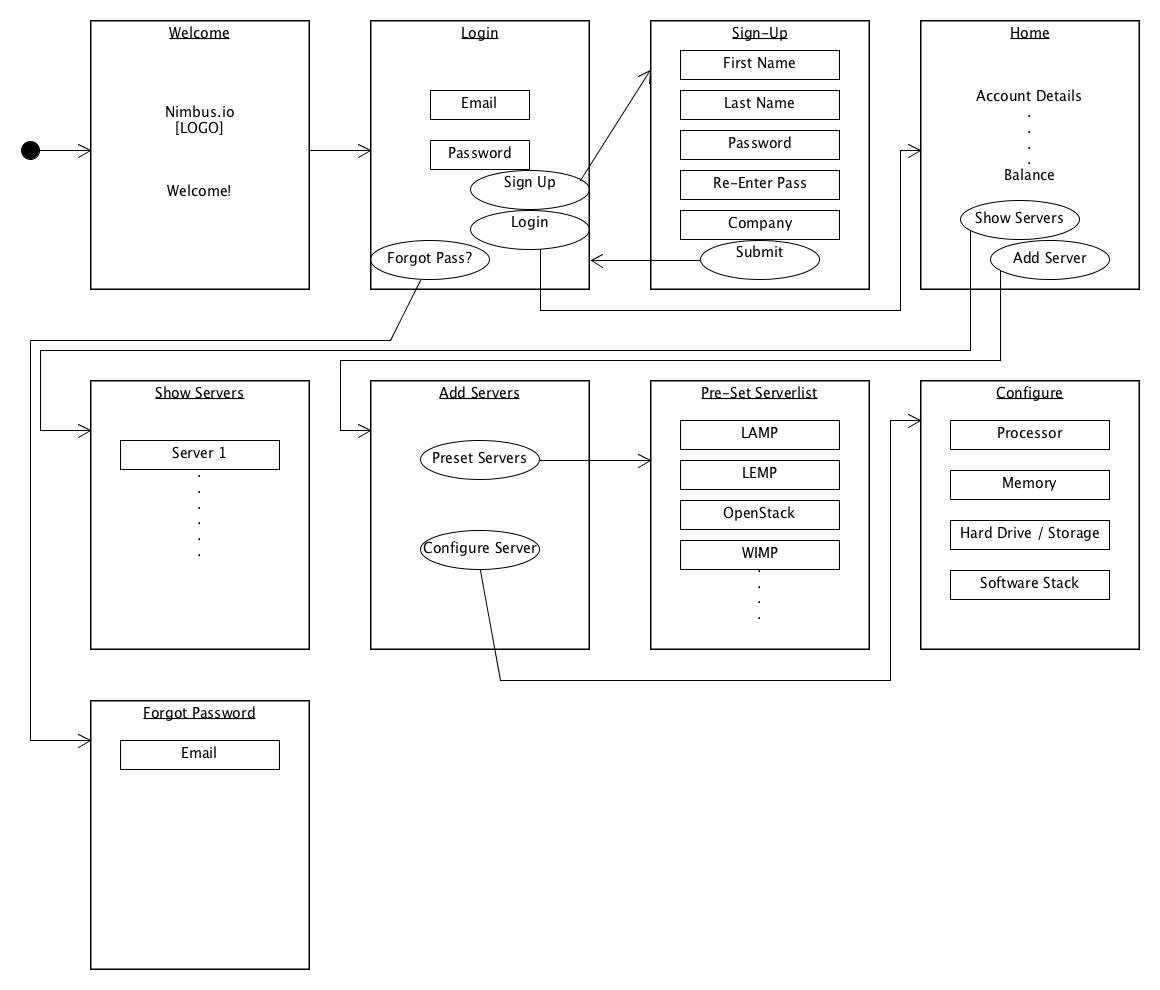 Welcome
Nimbus.io
[LOGO]
Welcome!
Login
Email
Password
Sign Up
Login
Forgot Pass?
Sign-Up
First Name
Last Name
Password
Re-Enter Pass
Company
Submit
Home
Account Details
.
.
.
.
Balance
Show Servers
Add Server
Show Servers
Server 1
.
.
.
.
.
.
Add Servers
Preset Servers
Configure Server
Pre-Set Serverlist
LAMP
LEMP
OpenStack
WIMP
.
.
.
.
Configure
Processor
Memory
Hard Drive / Storage
Software Stack
Forgot Password
Email